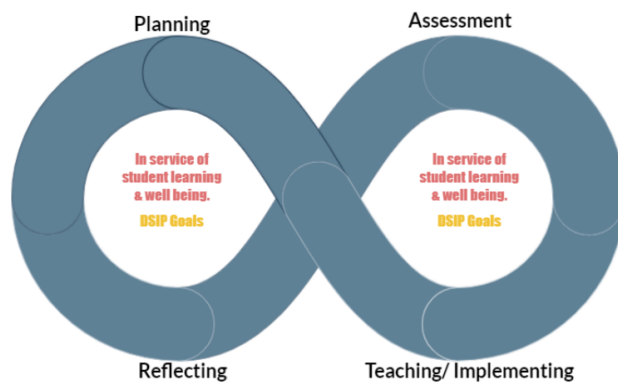 Planning
Assessment
In service of
student learning
& well being.
DSIP Goals
In service of
student learning
& well being.
DSIP Goals
Reflecting
Teaching/ Implementing